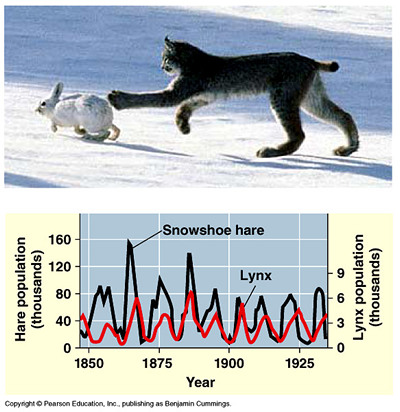 Snowshoe hare
Lynx
Hare population
(thousands)
160
120
80
40
0
Lynx population
(thousands)
9
6
3
0
1850
1875
1900
1925
Year
Copyright © Pearson Education, Inc., publishing as Benjamin Cummings.